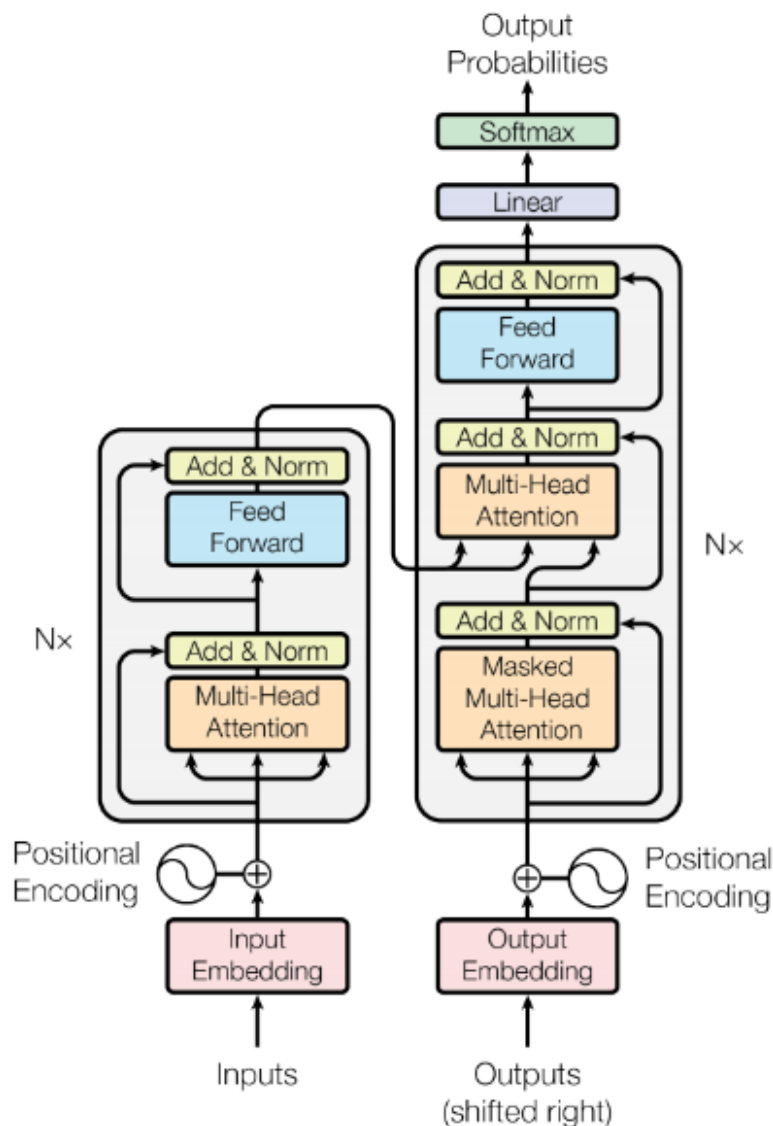 Output
Probabilities
Softmax
Linear
Add & Norm
Feed
Forward
Add & Norm
Multi-Head
Attention
Nx
Add & Norm
Masked
Multi-Head
Attention
Add & Norm
Feed
Forward
Nx
Add & Norm
Multi-Head
Attention
Positional
Encoding
Positional
Encoding
Input
Embedding
Output
Embedding
Inputs
Outputs
(shifted right)